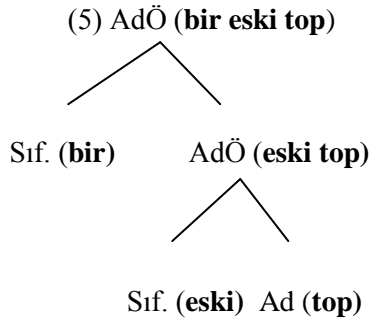 (5) AdÖ (bir eski top)
Sıf. (bir) AdÖ (eski top)
Sıf. (eski) Ad (top)